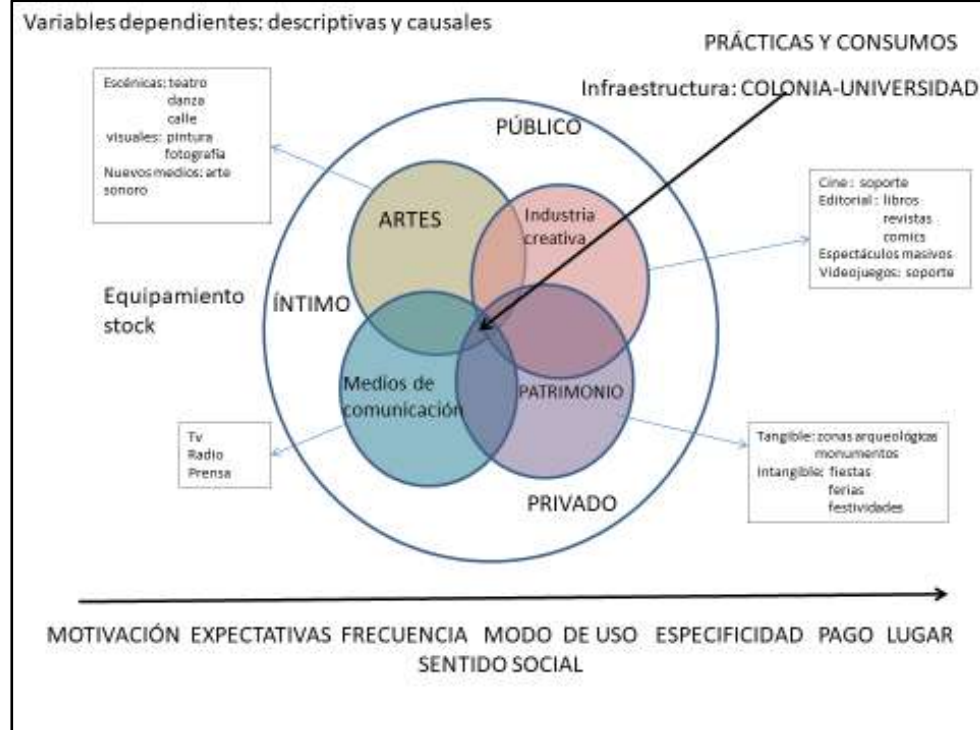 Variables dependientes: descriptivas y causales
PRÁCTICAS Y CONSUMOS
Infraestructura: COLONIA-UNIVERSIDAD
Escénicas: teatro
danza
calle
visuales: pintura
fotografía
Nuevos medios: arte
sonoro
PÚBLICO
ARTES
Industria
creativa
Cine : soporte
Editorial : libros
revistas
comics
Espectáculos masivos
Videojuegos: soporte
Equipamiento
stock
ÍNTIMO
Medios de
comunicación
PATRIMONIO
Tv
Radio
Prensa
Tangible: zonas arqueológicas
monumentos
Intangible: fiestas
ferias
festividades
PRIVADO
MOTIVACIÓN EXPECTATIVAS FRECUENCIA MODO DE USO ESPECIFICIDAD PAGO LUGAR
SENTIDO SOCIAL